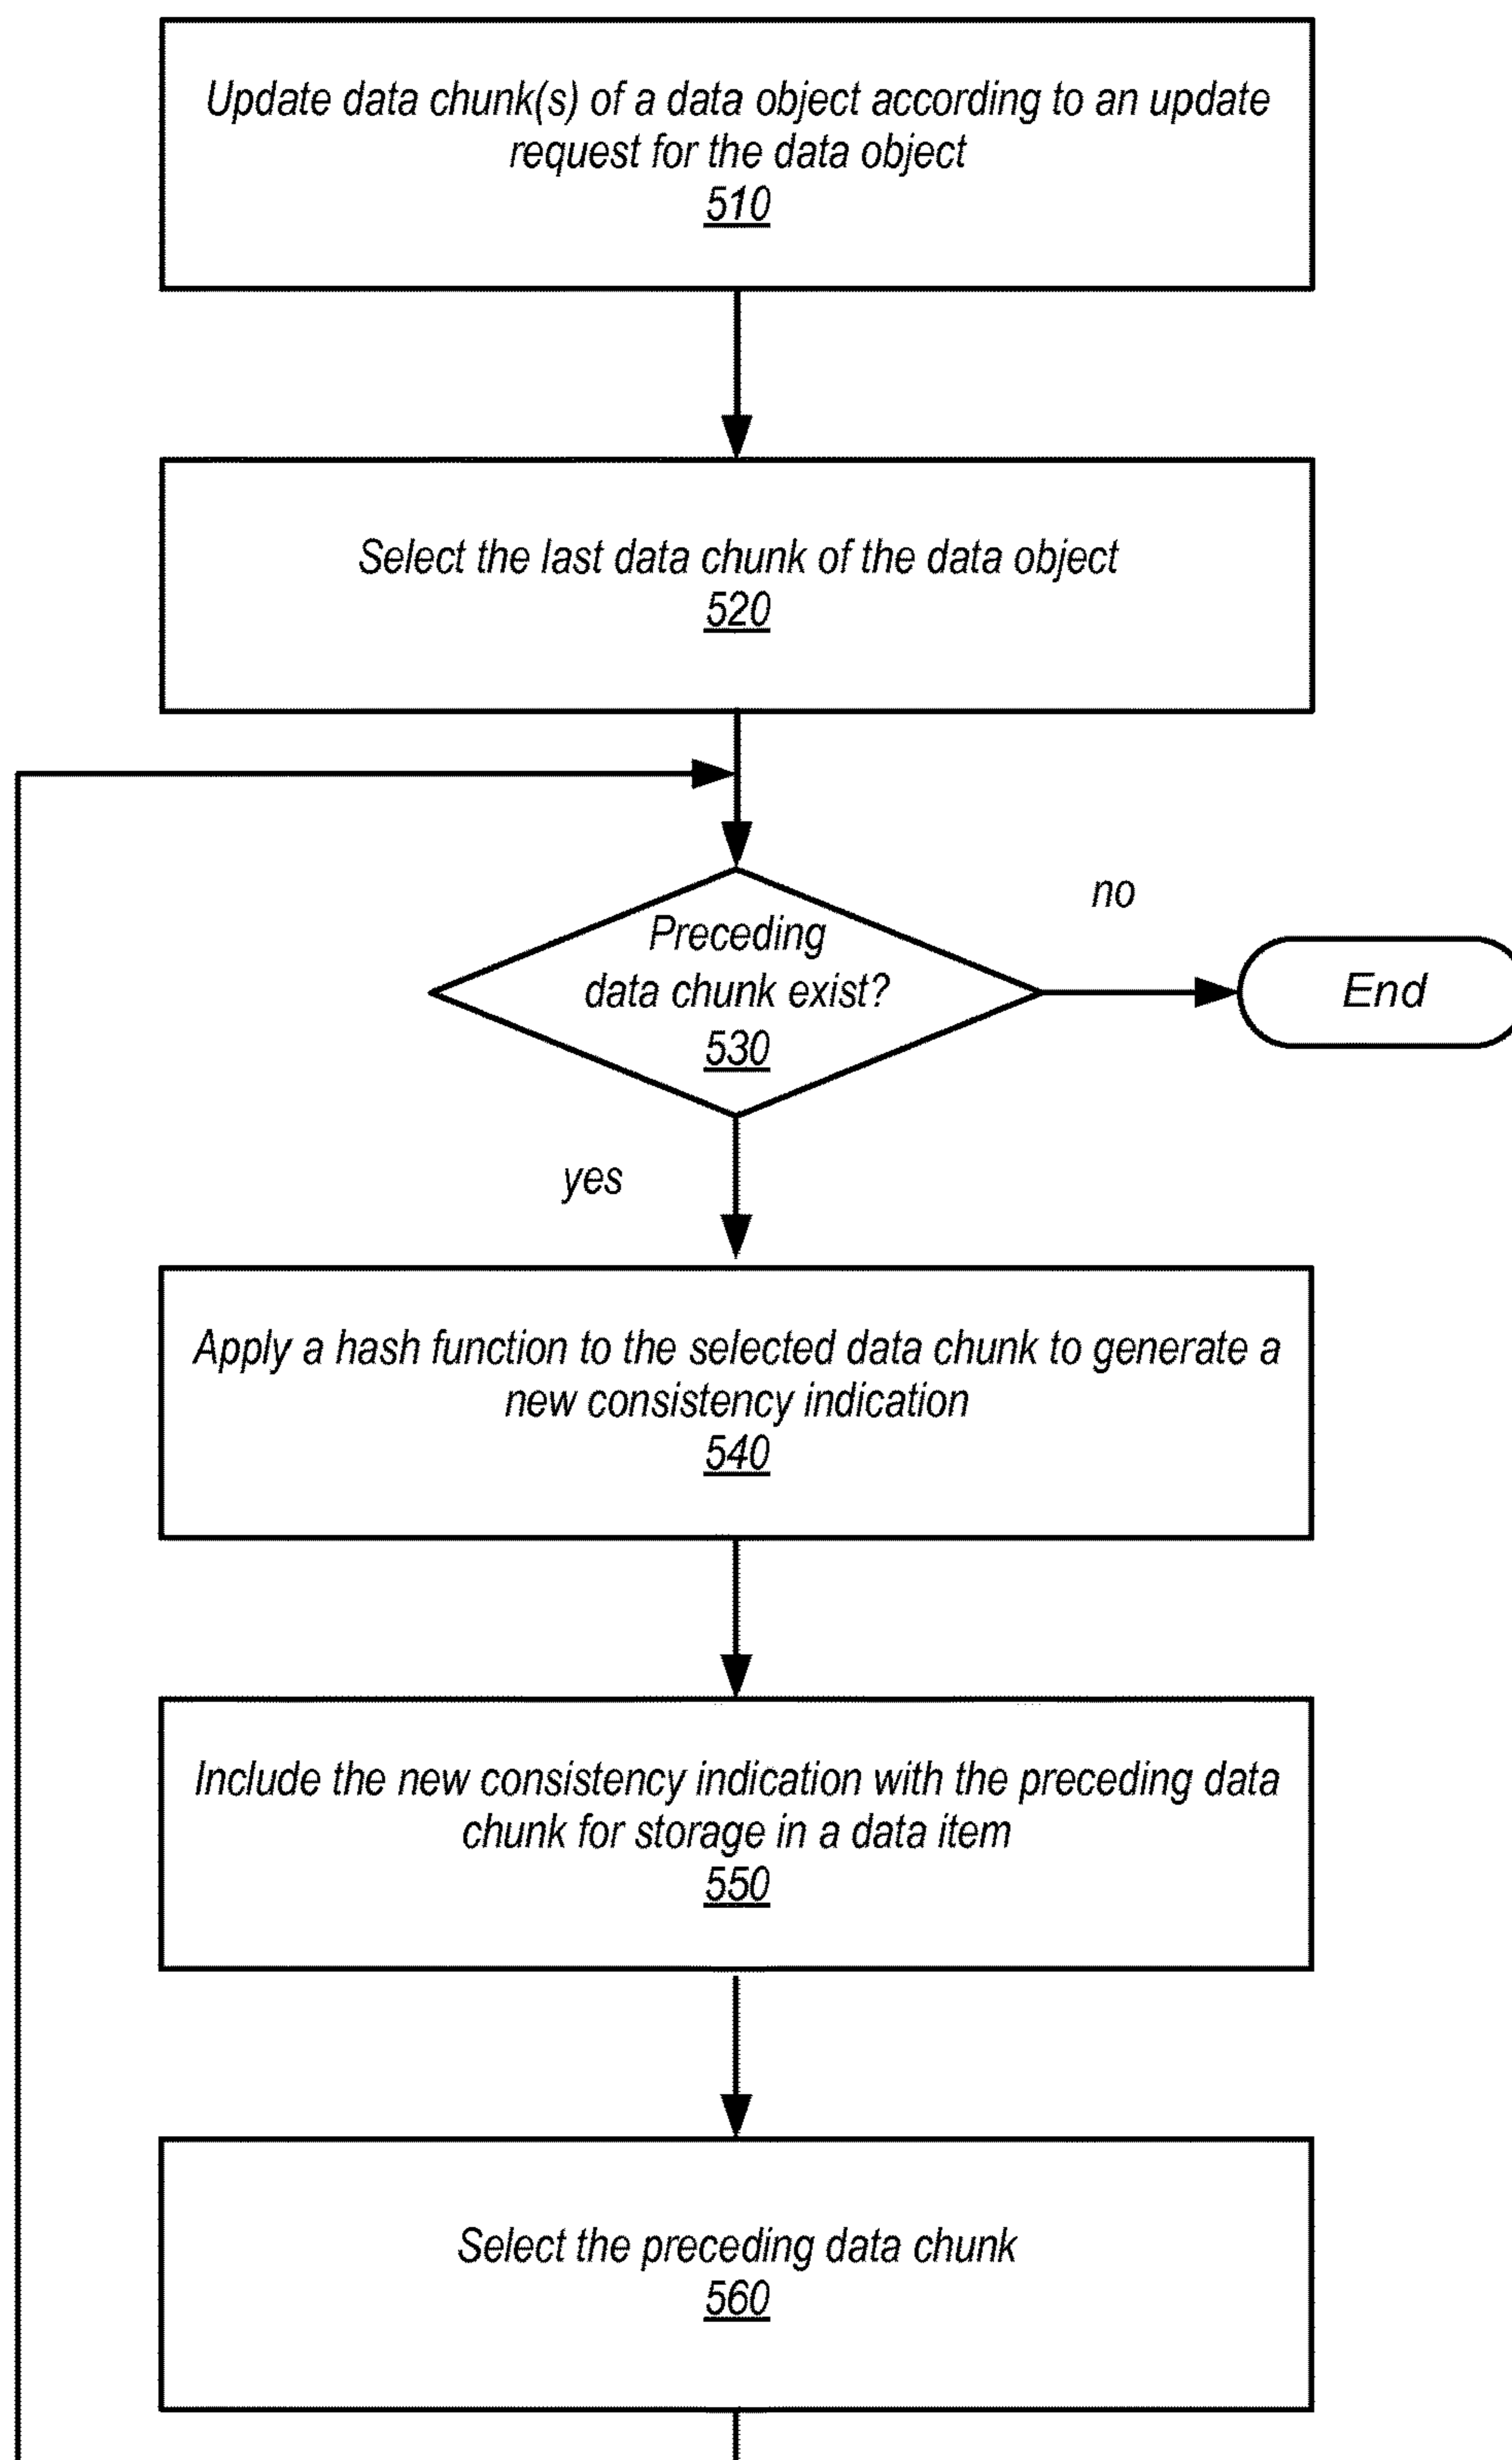 Update data chunk(s) of a data object according to an update
request for the data object
510
Select the last data chunk of the data object
520
Preceding
data chunk exist?
530
no
End
yes
Apply a hash function to the selected data chunk to generate a
new consistency indication
540
Include the new consistency indication with the preceding data
chunk for storage in a data item
550
Select the preceding data chunk
560